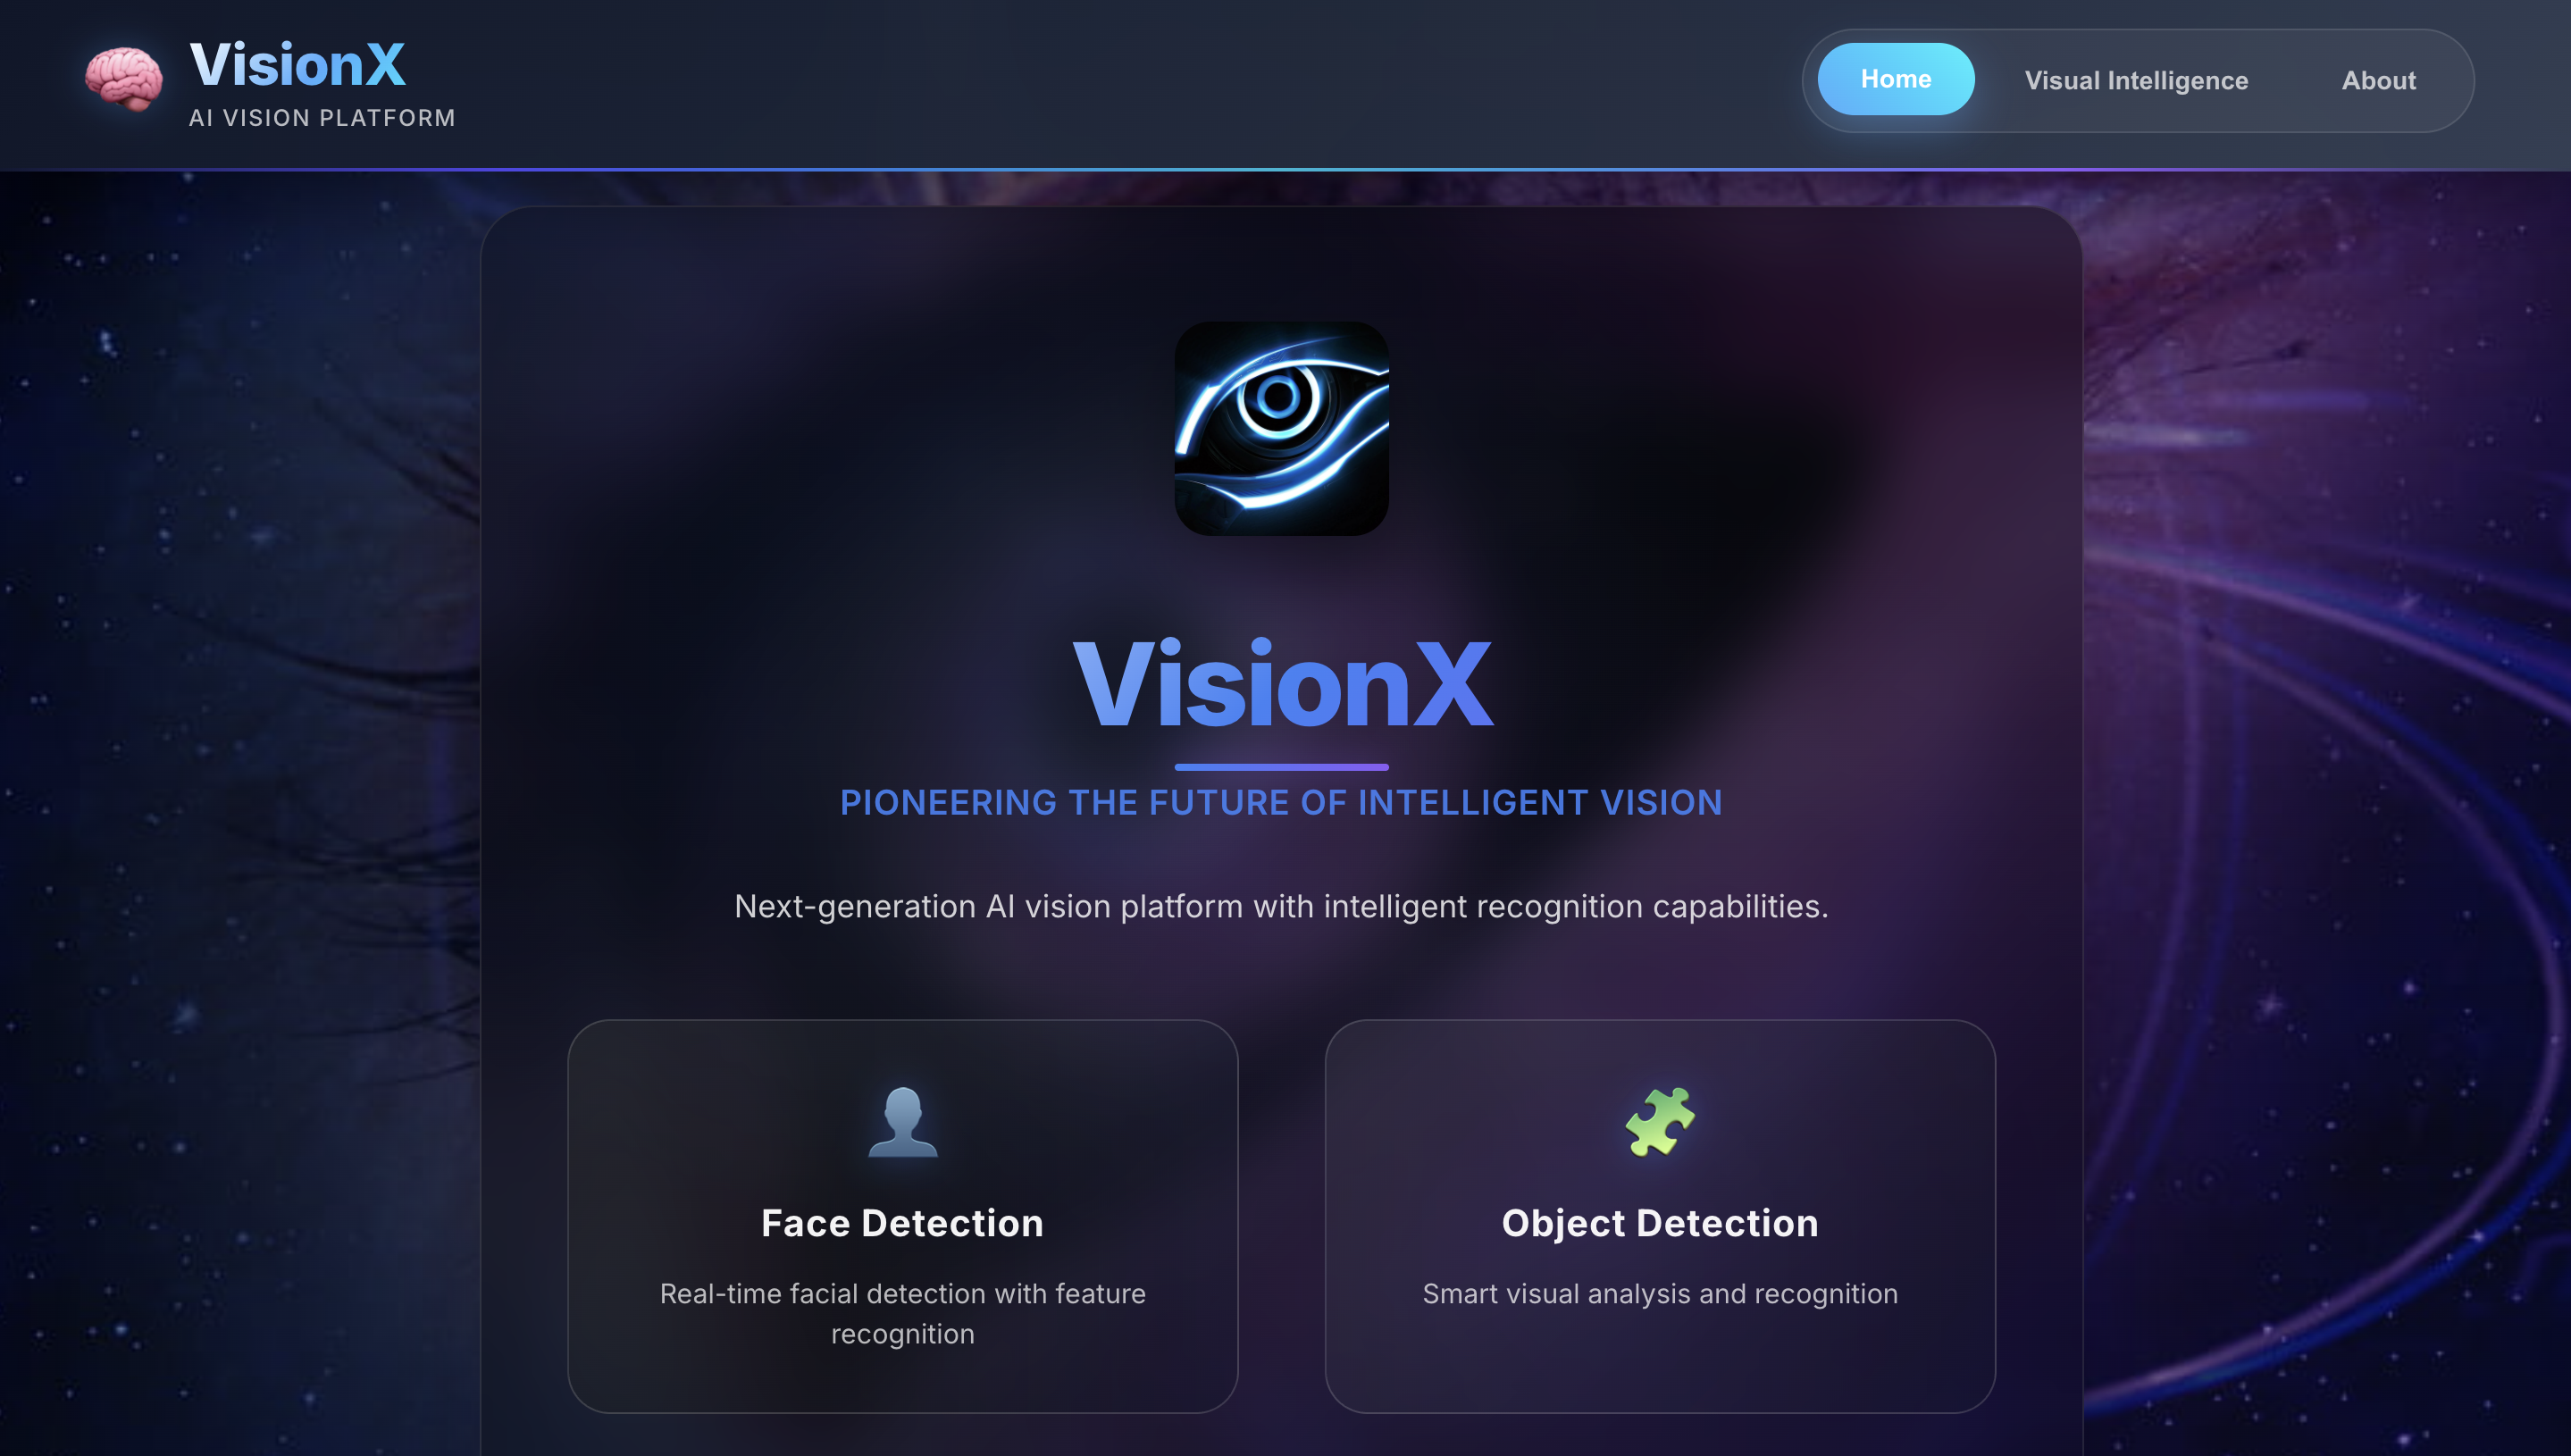 VisionX
AI VISION PLATFORM
Home
Visual Intelligence
About
VisionX
PIONEERING THE FUTURE OF INTELLIGENT VISION
Next-generation AI vision platform with intelligent recognition capabilities.
Face Detection
Real-time facial detection with feature
recognition
Object Detection
Smart visual analysis and recognition